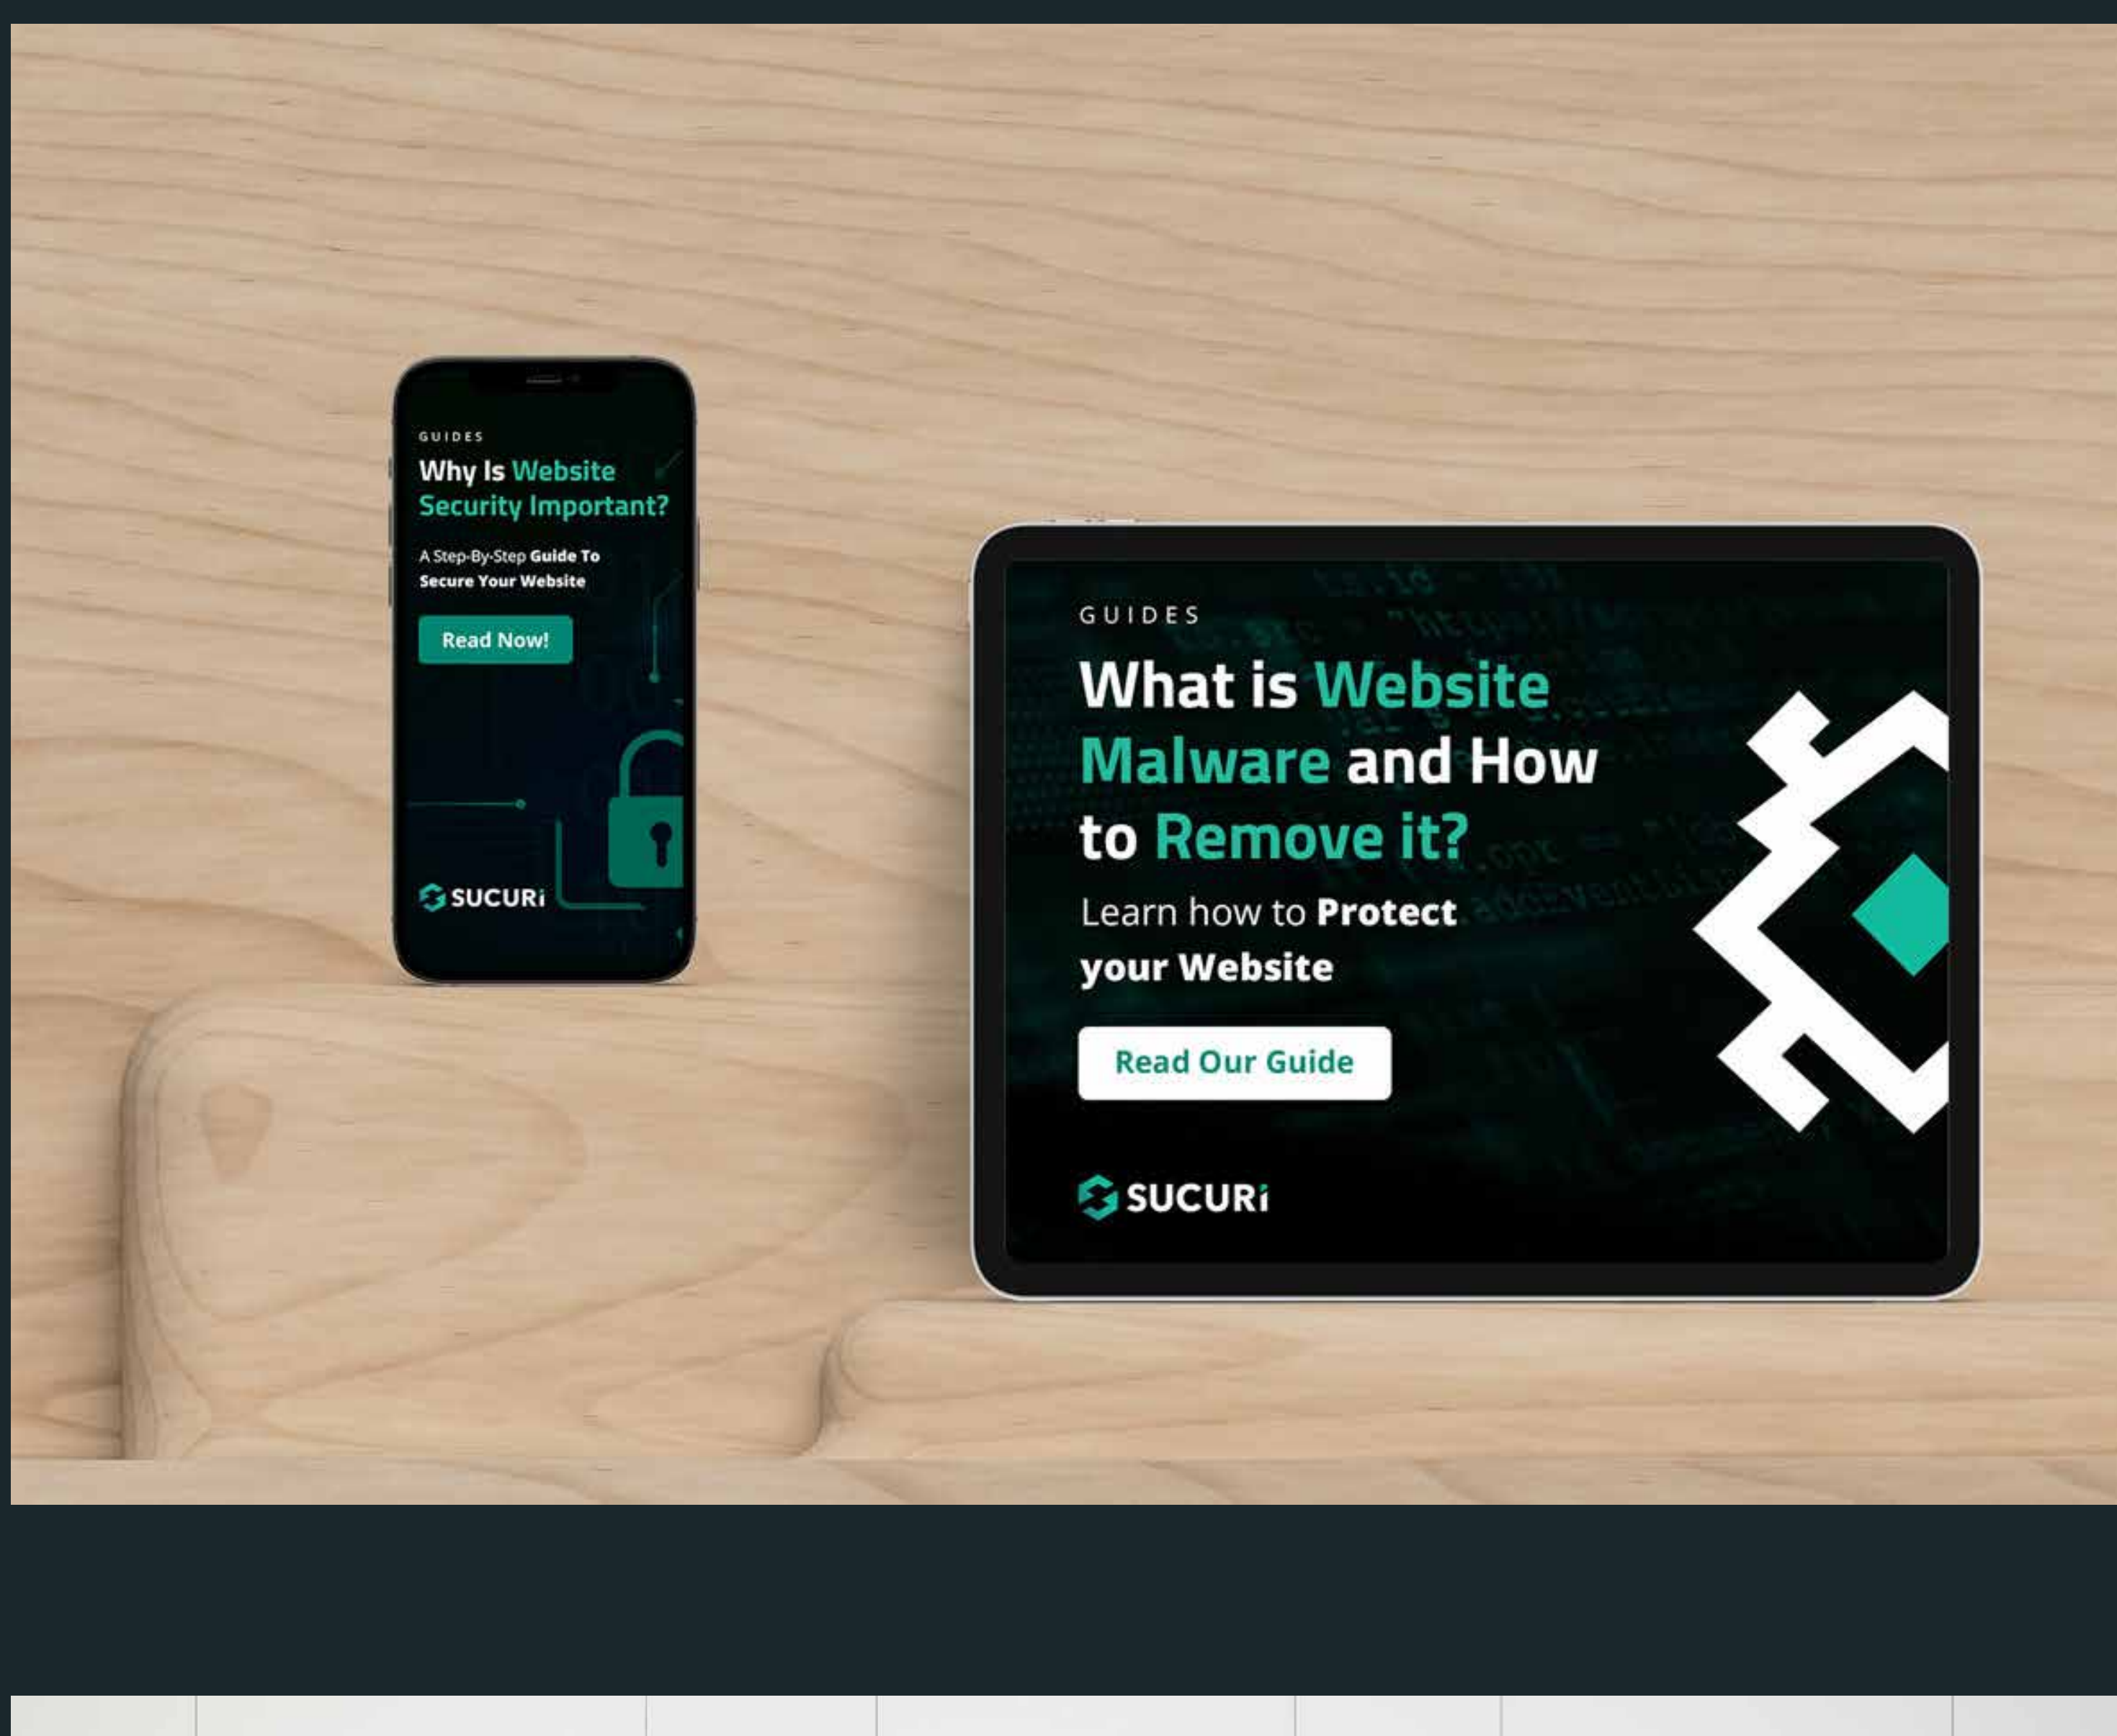 GUIDES
Why Is Website
Security Important?
A Step-By-Step Guide To
Secure Your Website
Read Now!
SUCURi
GUIDES
What is Website
Malware and How
to Remove it?
Learn how to Protect
your Website
Read Our Guide
SUCURi